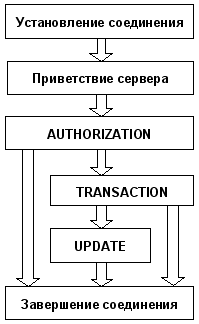 Установление соединения
Приветствие сервера
AUTHORIZATION
TRANSACTION
UPDATE
Завершение соединения